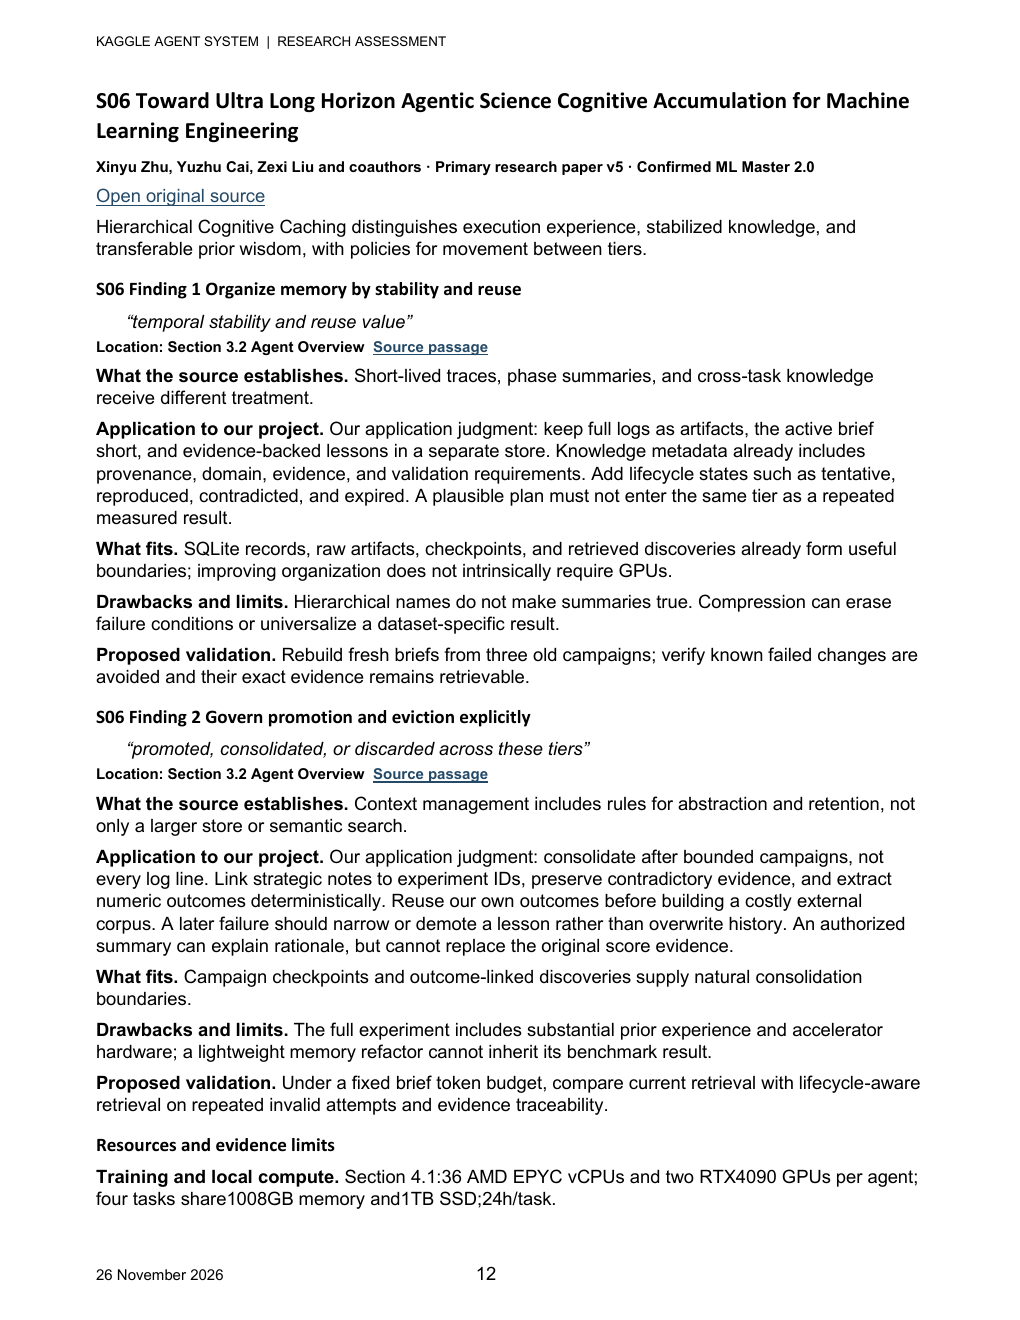 KAGGLE AGENT SYSTEM | RESEARCH ASSESSMENT
S06 Toward Ultra Long Horizon Agentic Science Cognitive Accumulation for Machine
Learning Engineering
Xinyu Zhu, Yuzhu Cai, Zexi Liu and coauthors · Primary research paper v5 · Confirmed ML Master 2.0
Open original source
Hierarchical Cognitive Caching distinguishes execution experience, stabilized knowledge, and
transferable prior wisdom, with policies for movement between tiers.
S06 Finding 1 Organize memory by stability and reuse
“temporal stability and reuse value”
Location: Section 3.2 Agent Overview Source passage
What the source establishes. Short-lived traces, phase summaries, and cross-task knowledge
receive different treatment.
Application to our project. Our application judgment: keep full logs as artifacts, the active brief
short, and evidence-backed lessons in a separate store. Knowledge metadata already includes
provenance, domain, evidence, and validation requirements. Add lifecycle states such as tentative,
reproduced, contradicted, and expired. A plausible plan must not enter the same tier as a repeated
measured result.
What fits. SQLite records, raw artifacts, checkpoints, and retrieved discoveries already form useful
boundaries; improving organization does not intrinsically require GPUs.
Drawbacks and limits. Hierarchical names do not make summaries true. Compression can erase
failure conditions or universalize a dataset-specific result.
Proposed validation. Rebuild fresh briefs from three old campaigns; verify known failed changes are
avoided and their exact evidence remains retrievable.
S06 Finding 2 Govern promotion and eviction explicitly
“promoted, consolidated, or discarded across these tiers”
Location: Section 3.2 Agent Overview Source passage
What the source establishes. Context management includes rules for abstraction and retention, not
only a larger store or semantic search.
Application to our project. Our application judgment: consolidate after bounded campaigns, not
every log line. Link strategic notes to experiment IDs, preserve contradictory evidence, and extract
numeric outcomes deterministically. Reuse our own outcomes before building a costly external
corpus. A later failure should narrow or demote a lesson rather than overwrite history. An authorized
summary can explain rationale, but cannot replace the original score evidence.
What fits. Campaign checkpoints and outcome-linked discoveries supply natural consolidation
boundaries.
Drawbacks and limits. The full experiment includes substantial prior experience and accelerator
hardware; a lightweight memory refactor cannot inherit its benchmark result.
Proposed validation. Under a fixed brief token budget, compare current retrieval with lifecycle-aware
retrieval on repeated invalid attempts and evidence traceability.
Resources and evidence limits
Training and local compute. Section 4.1:36 AMD EPYC vCPUs and two RTX4090 GPUs per agent;
four tasks share1008GB memory and1TB SSD;24h/task.
26 November 2026 12